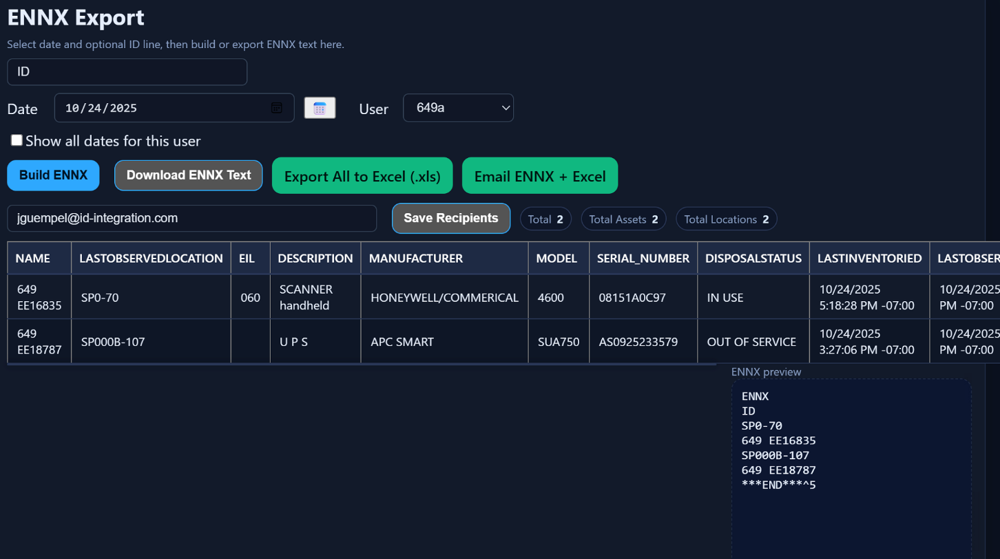 ENNX Export
Select date and optional ID line, then build or export ENNX text here.
ID
Date 10/24/2025 User 649a
Show all dates for this user
Build ENNX Download ENNX Text Export All to Excel (.xls) Email ENNX + Excel
jguempel@id-integration.com Save Recipients Total 2 Total Assets 2 Total Locations 2
NAME LASTOBSERVEDLOCATION EIL DESCRIPTION MANUFACTURER MODEL SERIAL_NUMBER DISPOSALSTATUS LASTINVENTORIED LASTOBSER
649 EE16835 SP0-70 060 SCANNER handheld HONEYWELL/COMMERICAL 4600 08151A0C97 IN USE 10/24/2025 5:18:28 PM -07:00 10/24/2025 PM -07:00
649 EE18787 SP000B-107 U P S APC SMART SUA750 AS0925233579 OUT OF SERVICE 10/24/2025 3:27:06 PM -07:00 10/24/2025 PM -07:00
ENNX preview
ENNX
ID
SP0-70
649 EE16835
SP000B-107
649 EE18787
***END***^5